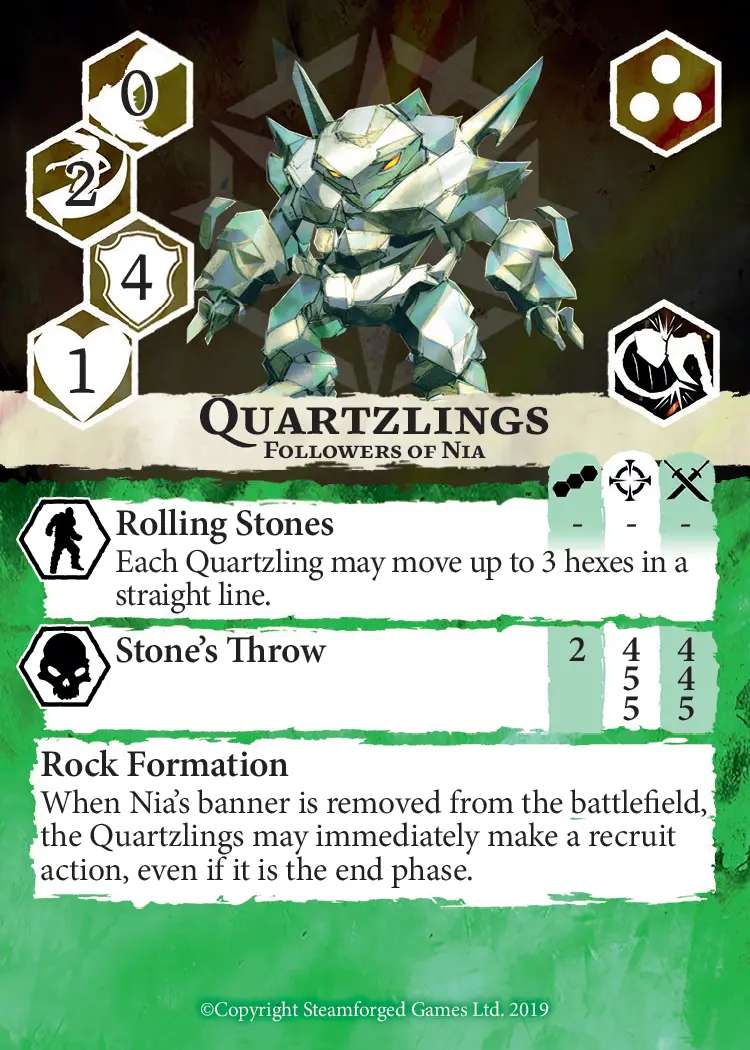 0
2
4
1
Quartzlings
Followers of Nia
Rolling Stones - - -
Each Quartzling may move up to 3 hexes in a
straight line.
Stone's Throw 2 4 4
5 4
5 5
Rock Formation
When Nia's banner is removed from the battlefield,
the Quartzlings may immediately make a recruit
action, even if it is the end phase.
©Copyright Steamforged Games Ltd. 2019